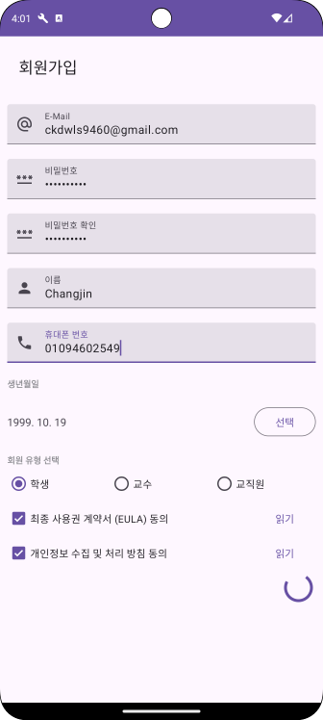 4:01
회원가입
E-Mail
ckdwls9460@gmail.com
비밀번호
••••••••••
비밀번호 확인
••••••••••
이름
Changjin
휴대폰 번호
01094602549
생년월일
1999. 10. 19
선택
회원 유형 선택
학생 교수 교직원
최종 사용권 계약서 (EULA) 동의 읽기
개인정보 수집 및 처리 방침 동의 읽기